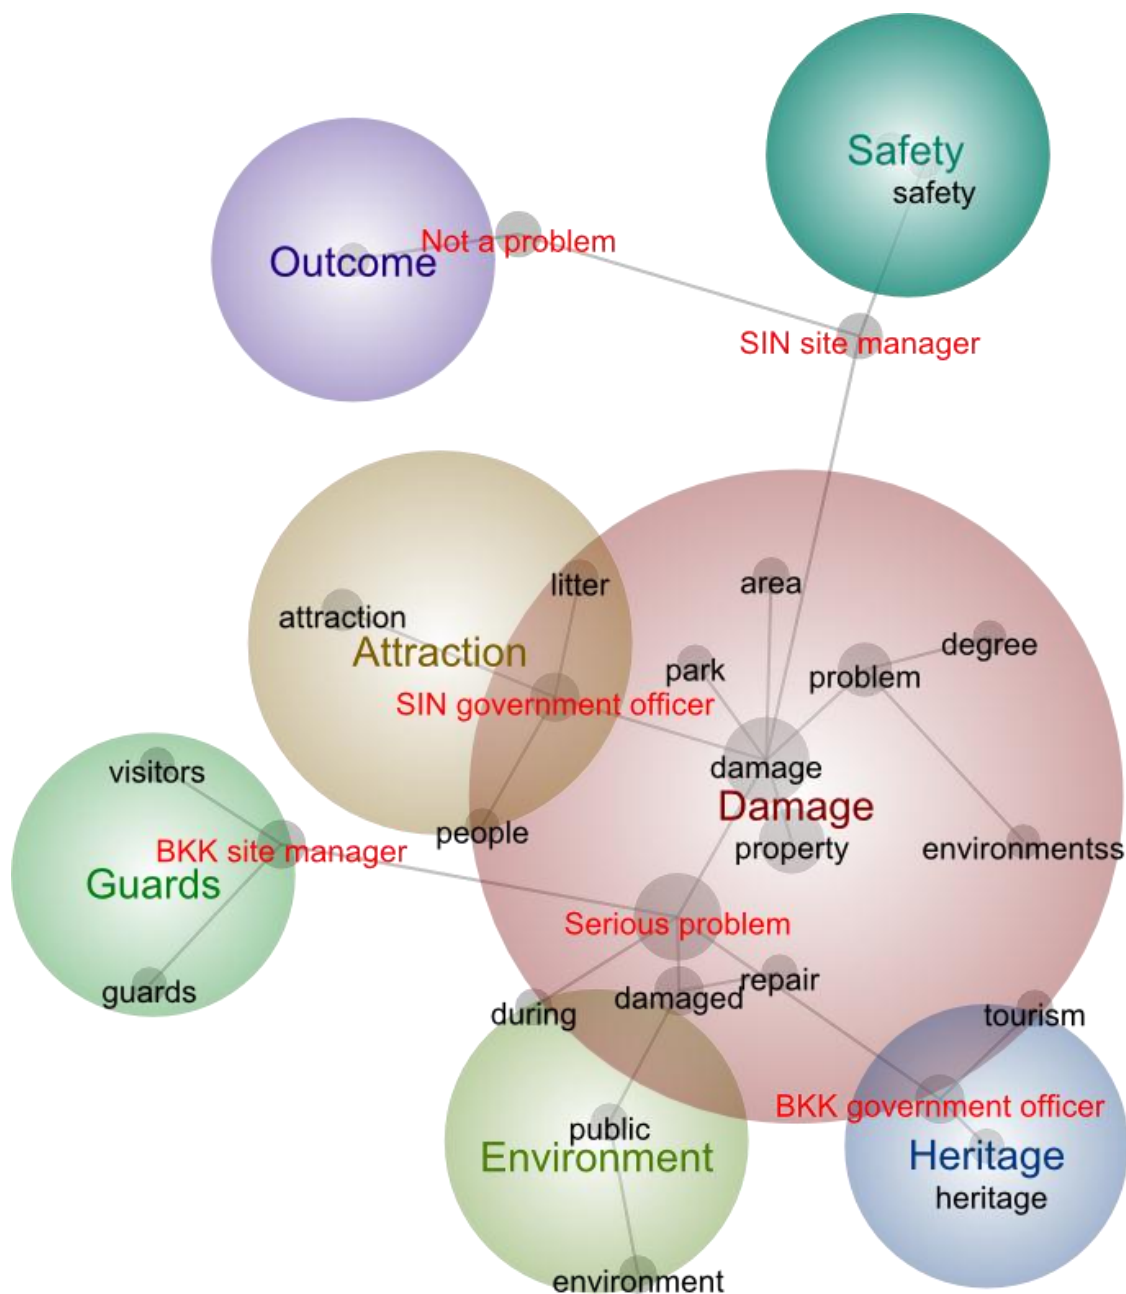 Safety
safety
Not a problem
Outcome
SIN site manager
litter
area
attraction
degree
Attraction
park
problem
SIN government officer
damage
visitors
Damage
people
property
environmentss
BKK site manager
Guards
Serious problem
guards
repair
damaged
during
tourism
BKK government officer
public
Environment
Heritage
heritage
environment